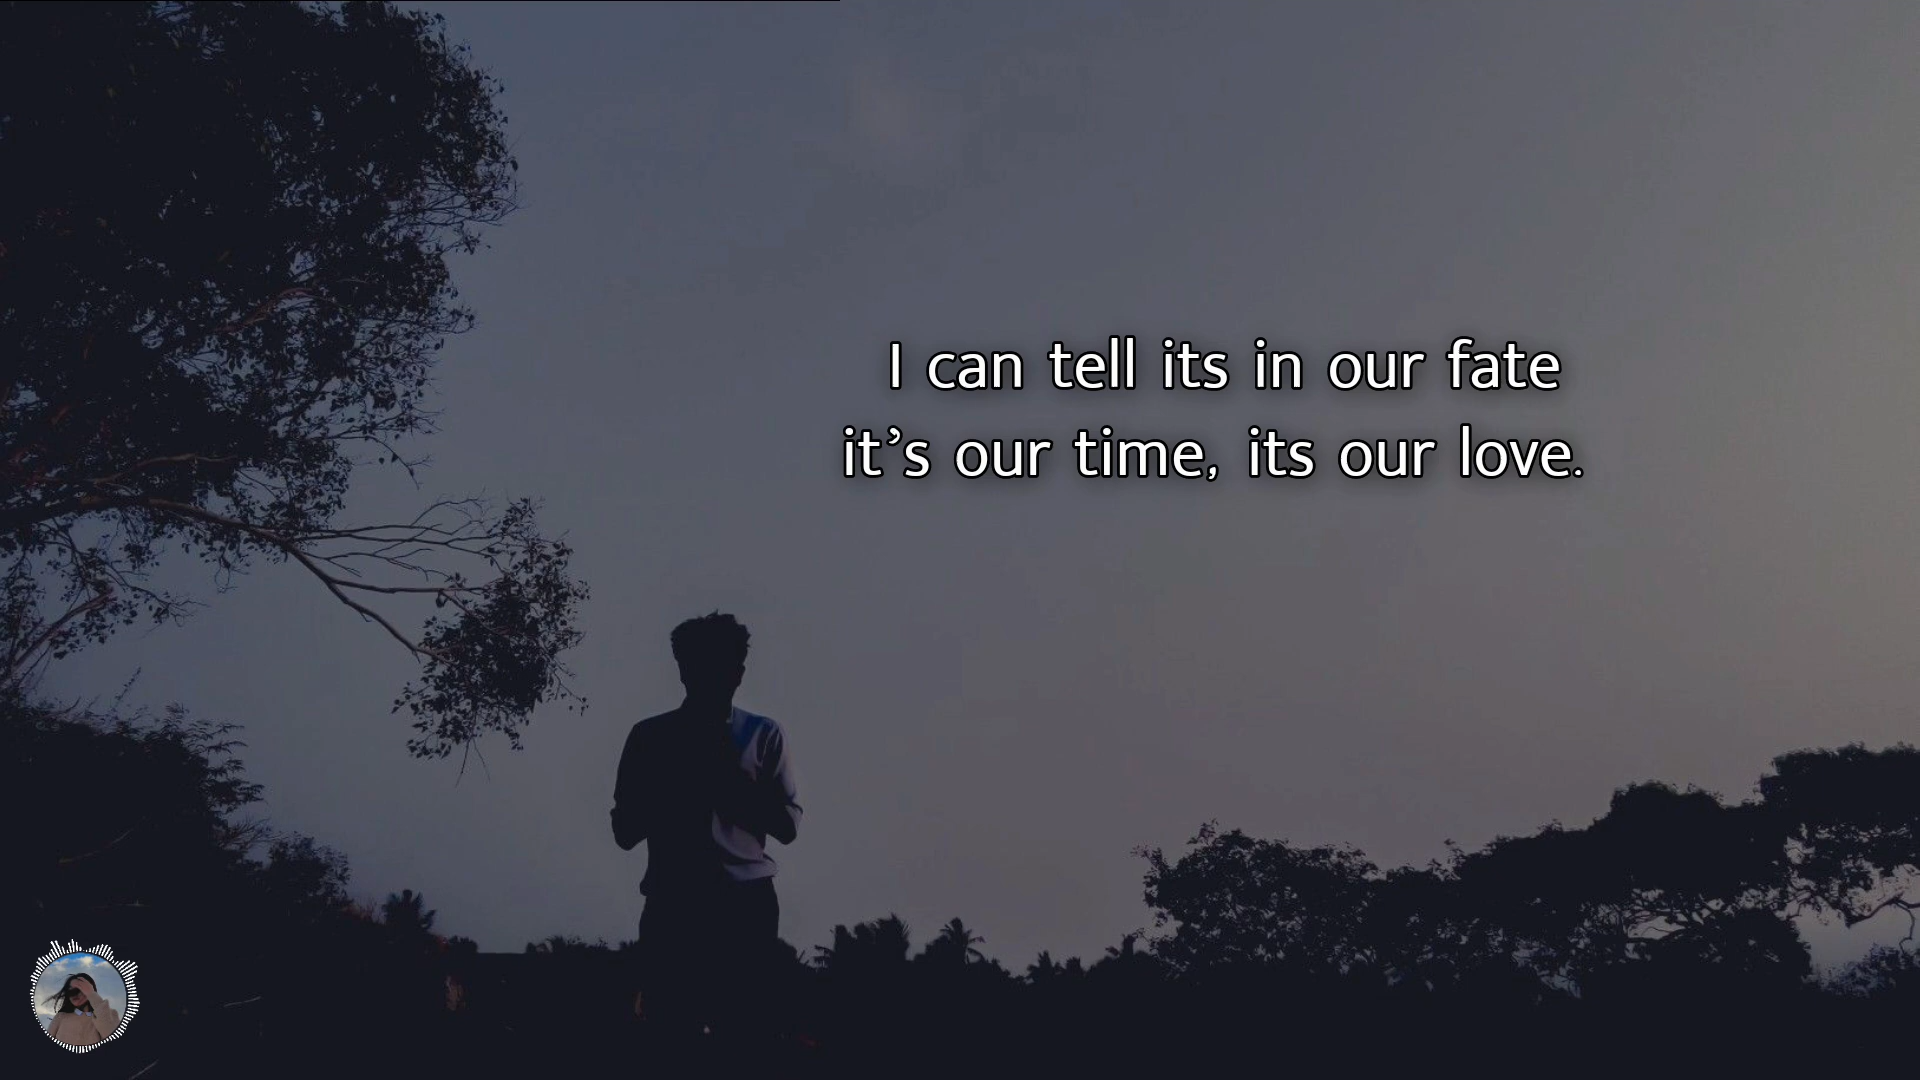 I can tell its in our fate
it’s our time, its our love.